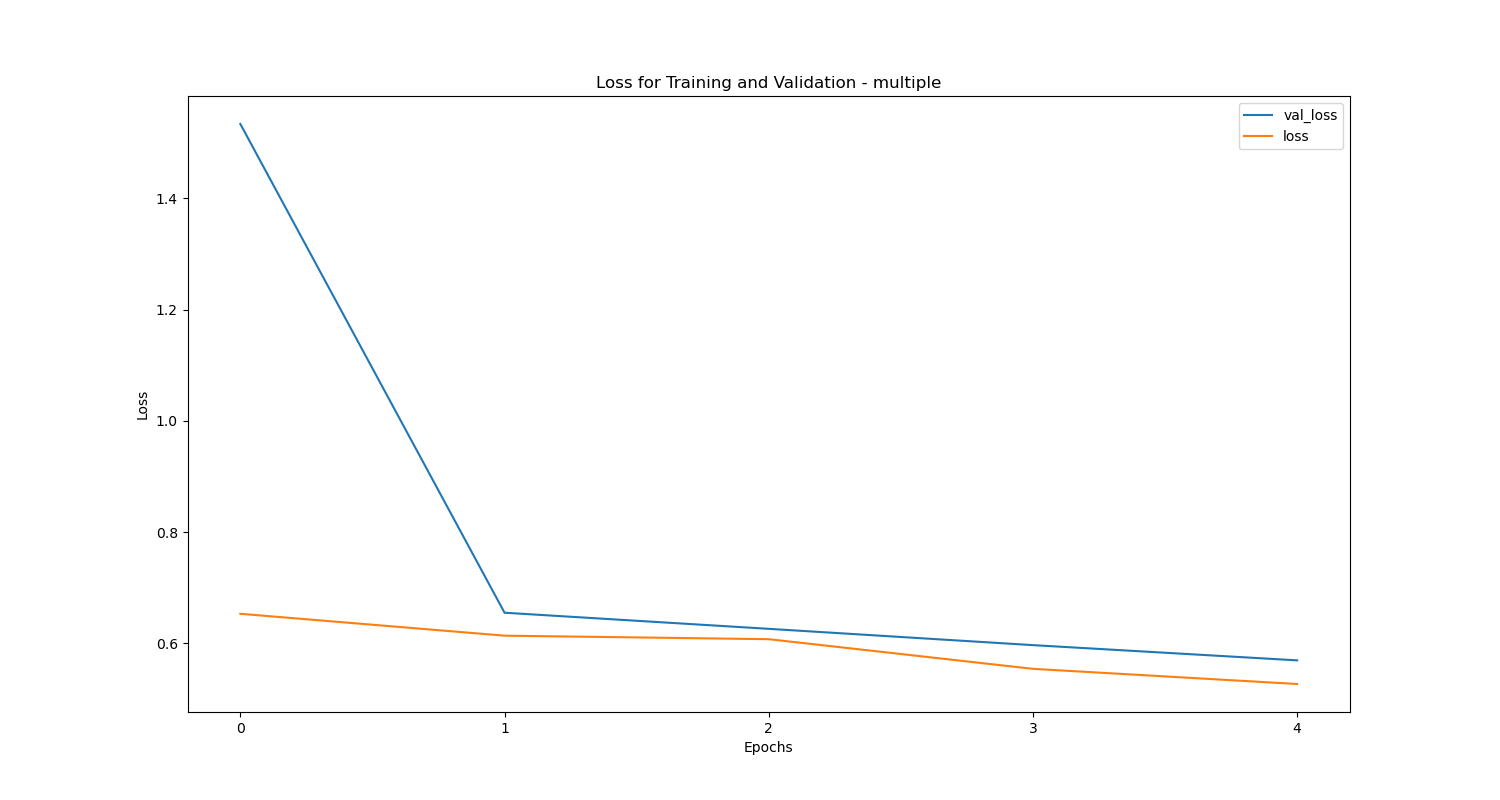 Loss for Training and Validation - multiple
val_loss
loss
1.4
1.2
1.0
0.8
0.6
Loss
0 1 2 3 4
Epochs